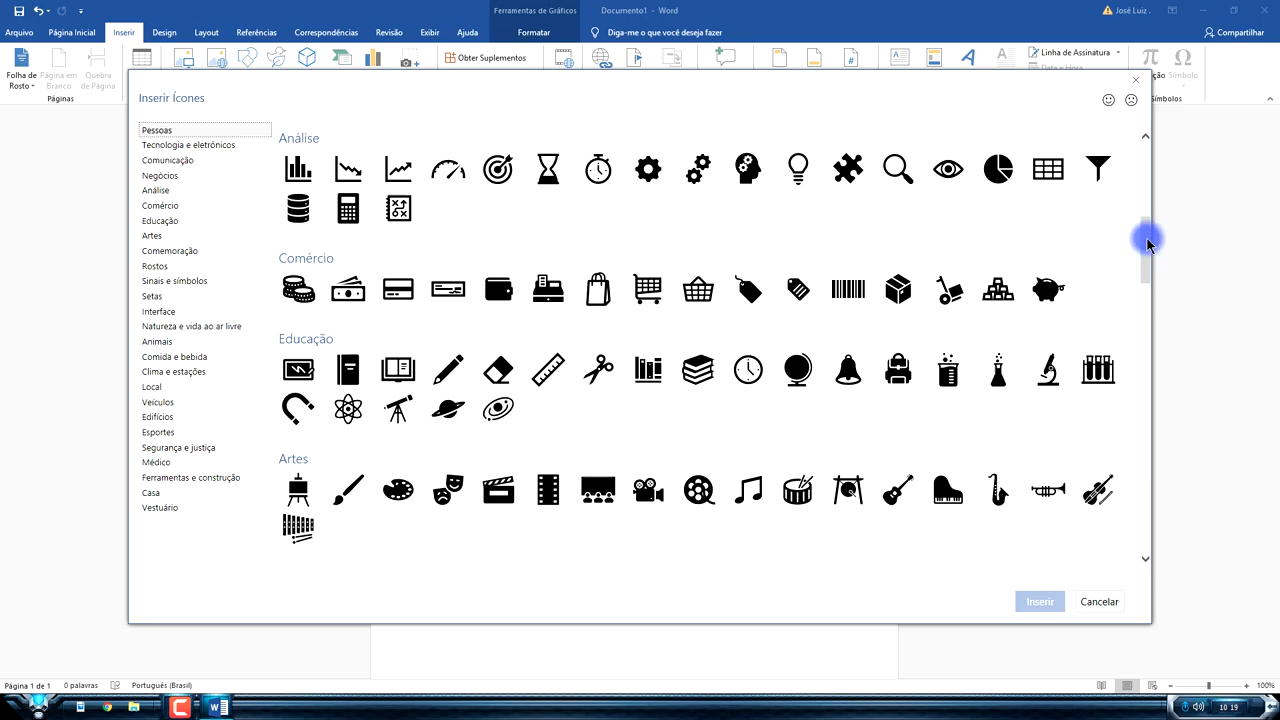 Ferramentas de Gráficos
Documento1 - Word
José Luiz .
Arquivo
Página Inicial
Inserir
Design
Layout
Referências
Correspondências
Revisão
Exibir
Ajuda
Formatar
Diga-me o que você deseja fazer
Compartilhar
Folha de
Rosto
Página em
Branco
Quebra
de Página
Páginas
Obter Suplementos
Linha de Assinatura
Data e Hora
Símbolo
Inserir Ícones
Pessoas
Tecnologia e eletrônicos
Comunicação
Negócios
Análise
Comércio
Educação
Artes
Comemoração
Rostos
Sinais e símbolos
Setas
Interface
Natureza e vida ao ar livre
Animais
Comida e bebida
Clima e estações
Local
Veículos
Edifícios
Esportes
Segurança e justiça
Médico
Ferramentas e construção
Casa
Vestuário
Análise
Comércio
Educação
Artes
Inserir
Cancelar
Página 1 de 1
0 palavras
Português (Brasil)
100%
10 19